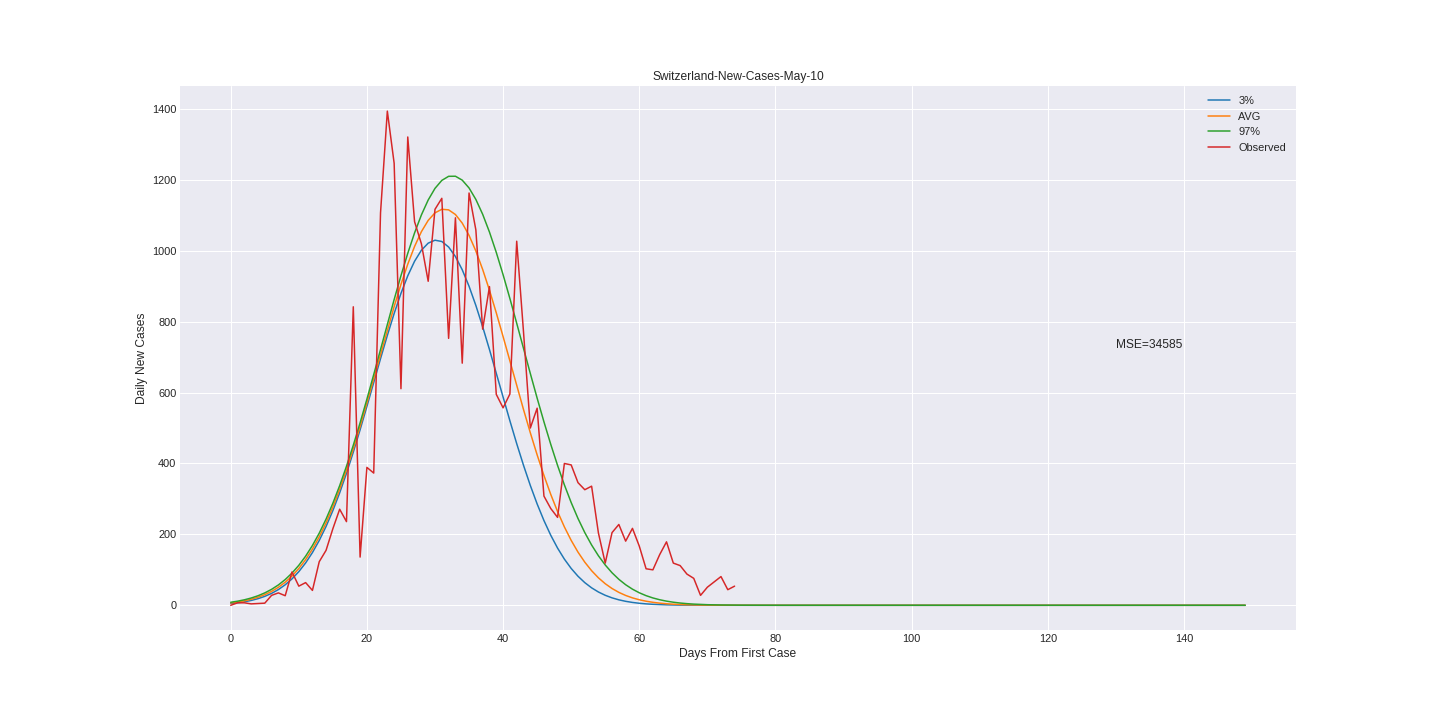 Switzerland-New-Cases-May-10
1400
1200
1000
800
600
400
200
0
Daily New Cases
3%
AVG
97%
Observed
MSE=34585
0 20 40 60 80 100 120 140
Days From First Case